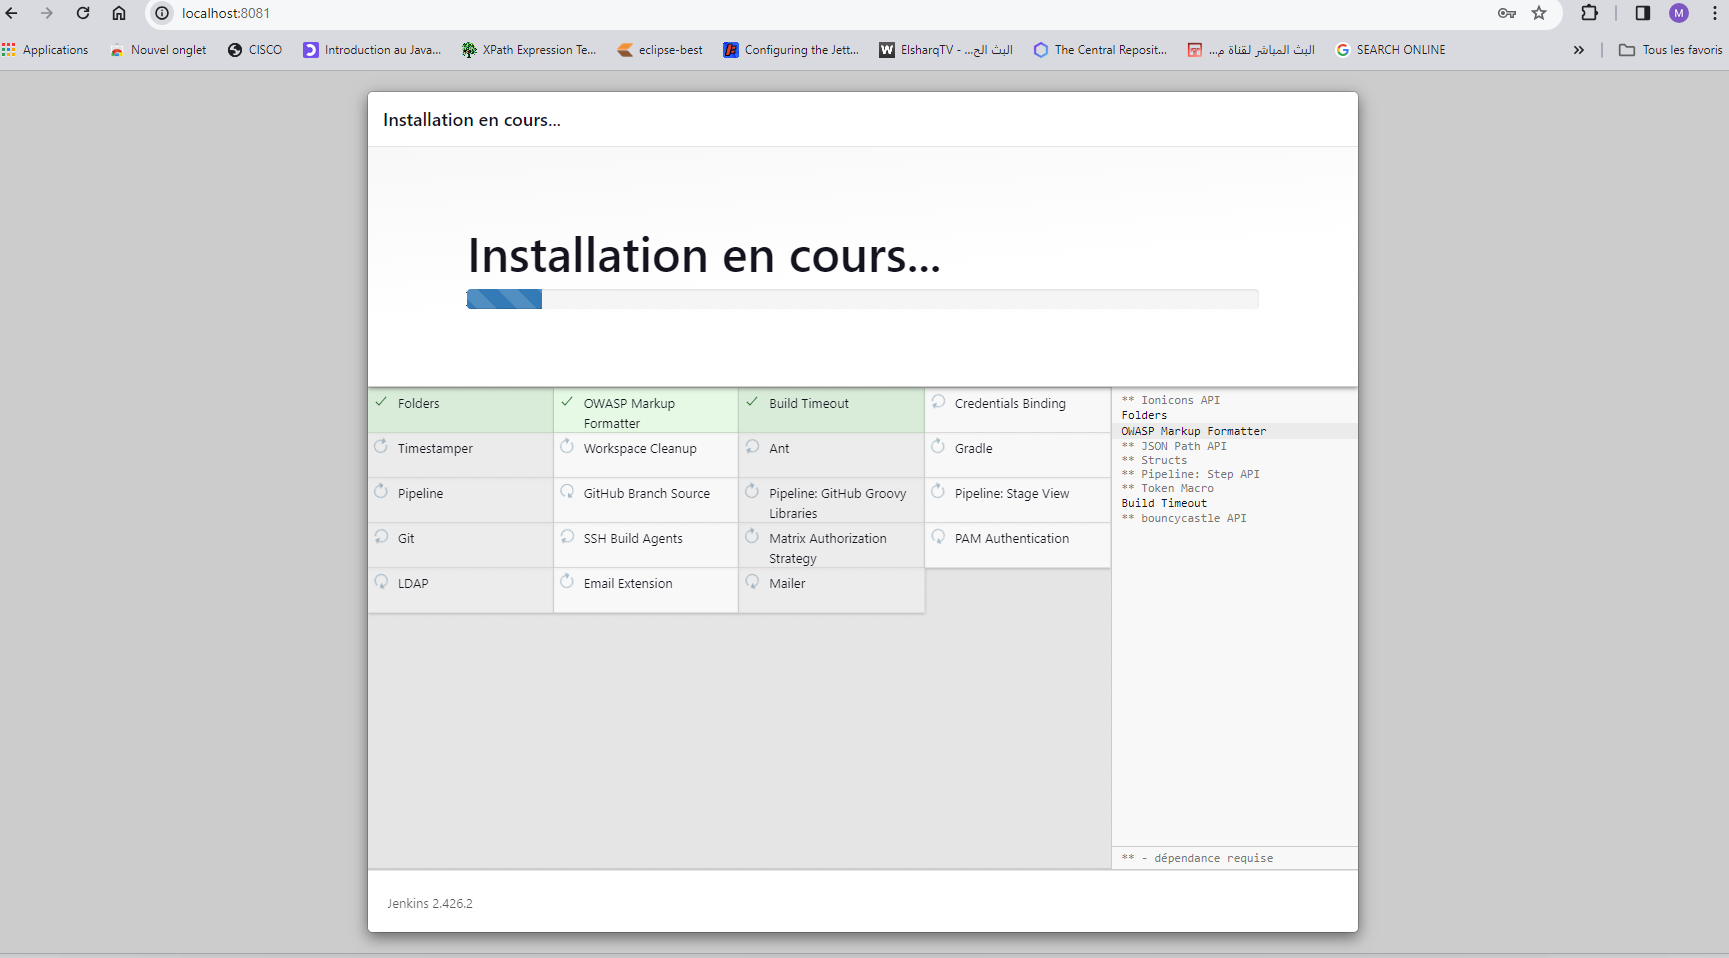 localhost:8081
M
Applications
Nouvel onglet
CISCO
Introduction au Java...
XPath Expression Te...
eclipse-best
Configuring the Jett...
ElsharqTV - ...البث الح
The Central Reposit...
البث المباشر لقناة م...
SEARCH ONLINE
»
Tous les favoris
Installation en cours...
Installation en cours...
Folders
OWASP Markup
Formatter
Build Timeout
Credentials Binding
Timestamper
Workspace Cleanup
Ant
Gradle
Pipeline
GitHub Branch Source
Pipeline: GitHub Groovy
Libraries
Pipeline: Stage View
Git
SSH Build Agents
Matrix Authorization
Strategy
PAM Authentication
LDAP
Email Extension
Mailer
** Ionicons API
Folders
OWASP Markup Formatter
** JSON Path API
** Structs
** Pipeline: Step API
** Token Macro
Build Timeout
** bouncycastle API
** - dépendance requise
Jenkins 2.426.2